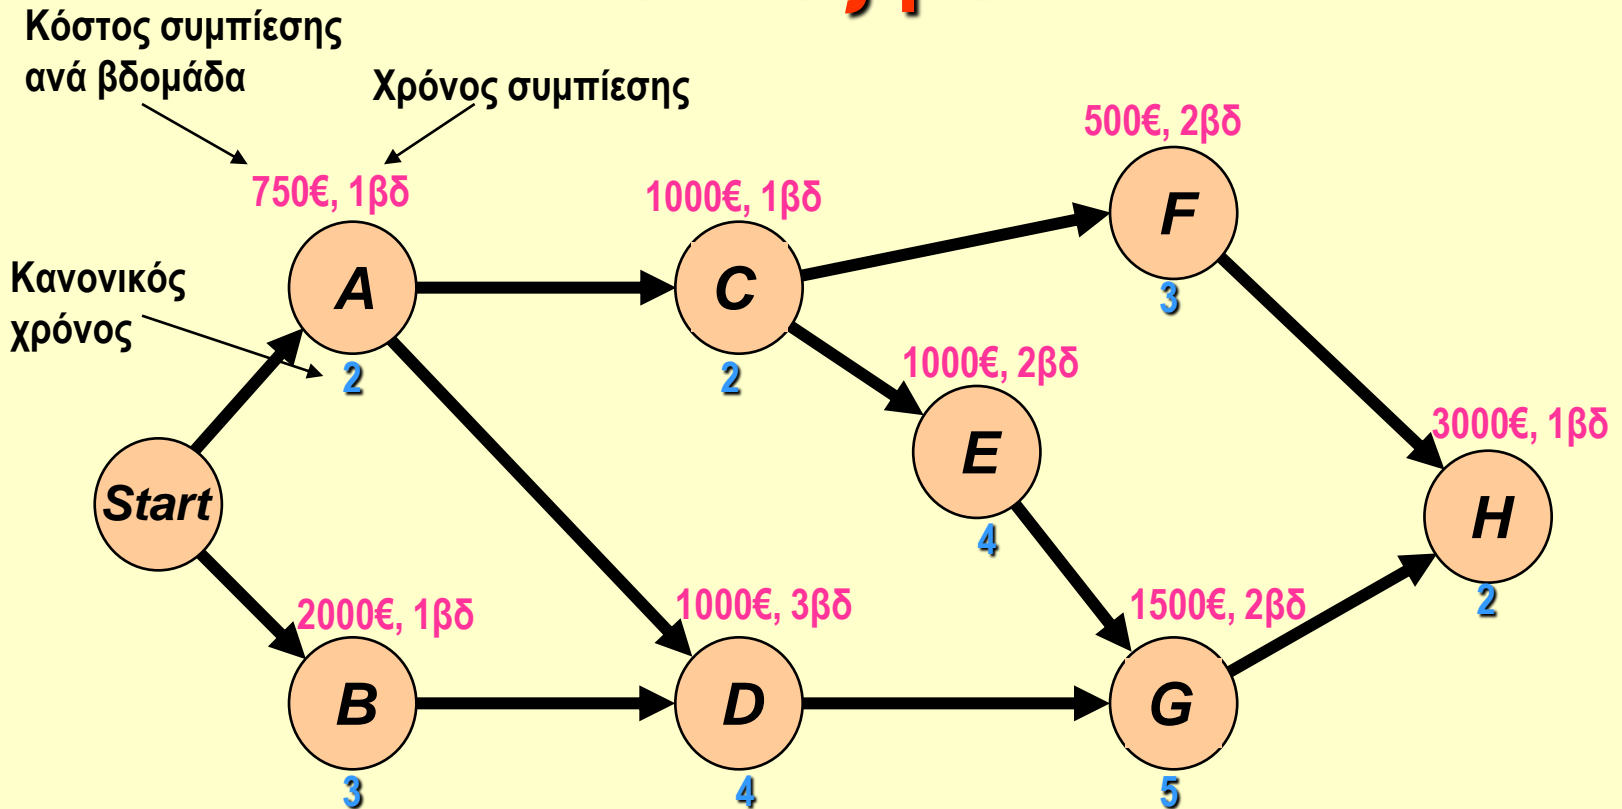 Κόστος συμπίεσης
ανά βδομάδα
Χρόνος συμπίεσης
500€, 2βδ
750€, 1βδ
1000€, 1βδ
F
A
C
Κανονικός
χρόνος
3
1000€, 2βδ
2
2
3000€, 1βδ
E
Start
H
4
2000€, 1βδ
1000€, 3βδ
1500€, 2βδ
2
B
D
G
3
4
5